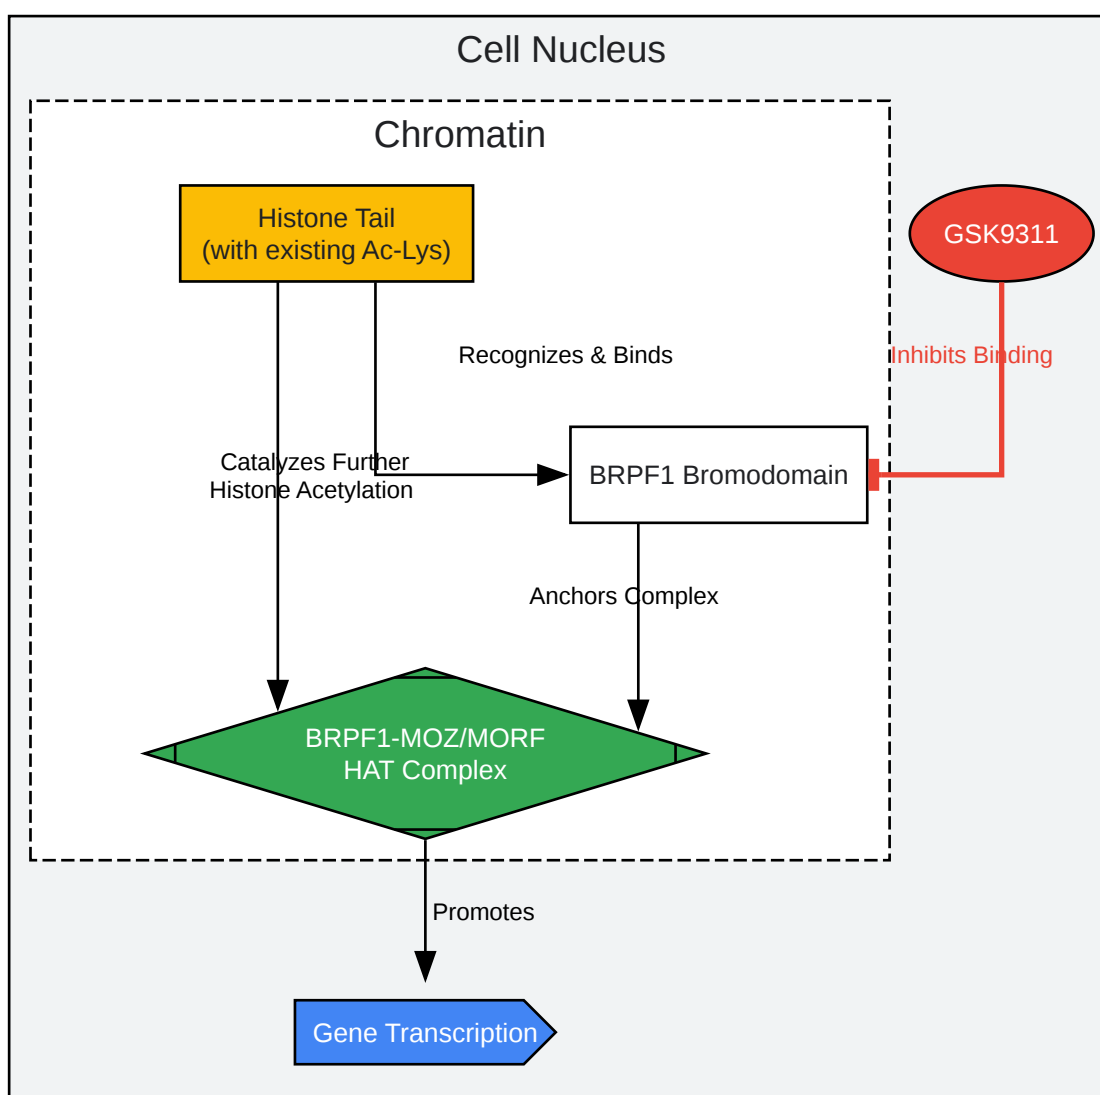 Cell Nucleus
Chromatin
Histone Tail
(with existing Ac-Lys)
GSK9311
Recognizes & Binds
Inhibits Binding
Catalyzes Further
Histone Acetylation
BRPF1 Bromodomain
Anchors Complex
BRPF1-MOZ/MORF
HAT Complex
Promotes
Gene Transcription